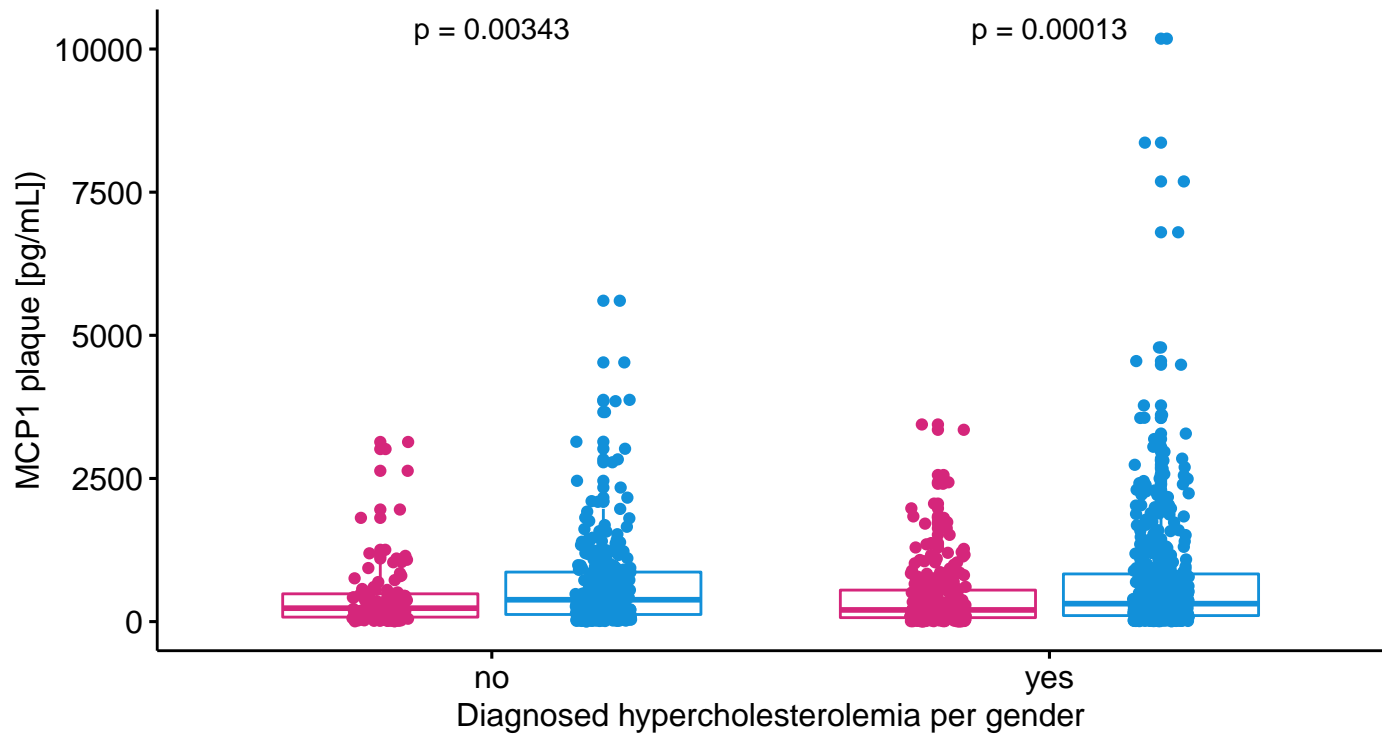 p = 0.00343
p = 0.00013
MCP1 plaque [pg/mL])
10000
7500
5000
2500
0
no
yes
Diagnosed hypercholesterolemia per gender